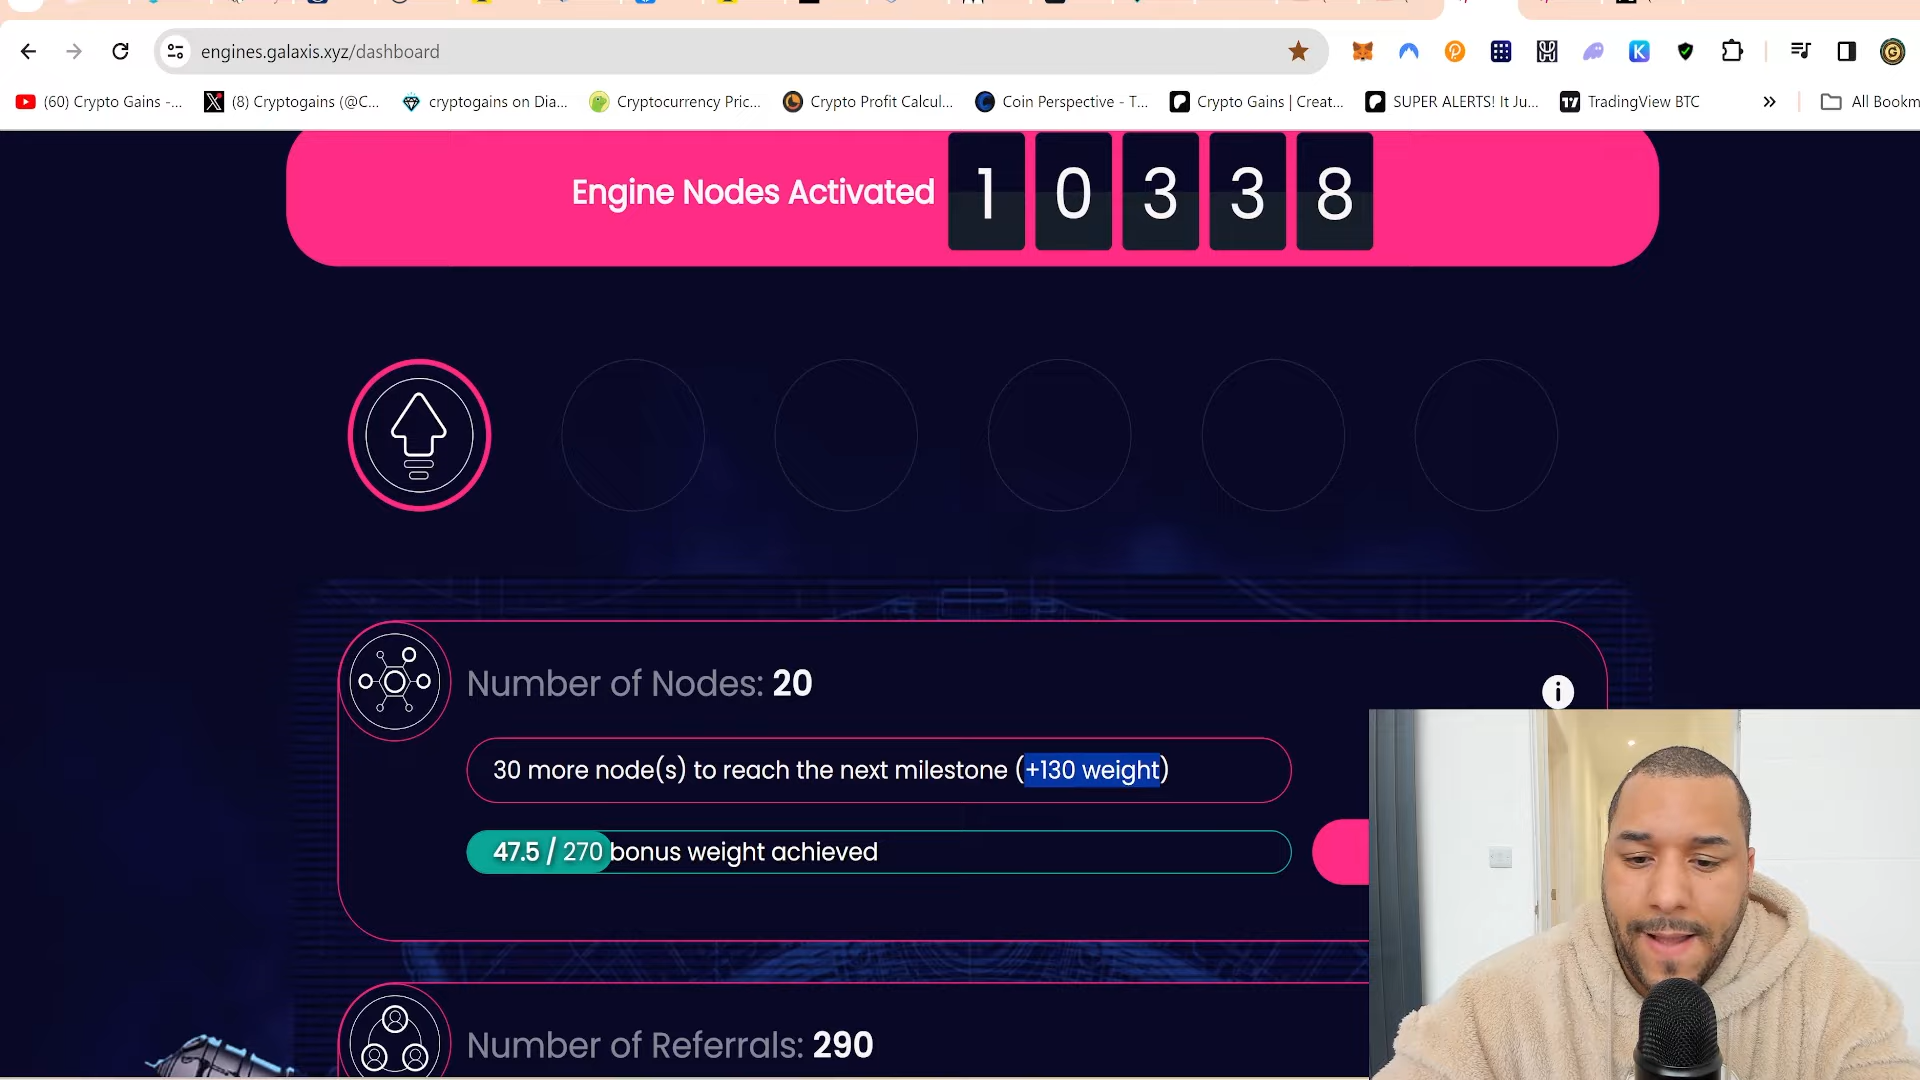 engines.galaxis.xyz/dashboard
(60) Crypto Gains -...
(8) Cryptogains (@C...
cryptogains on Dia...
Cryptocurrency Pric...
Crypto Profit Calcul...
Coin Perspective - T...
Crypto Gains | Creat...
SUPER ALERTS! It Ju...
TradingView BTC
All Bookm
Engine Nodes Activated 1 0 3 3 8
Number of Nodes: 20
30 more node(s) to reach the next milestone (+130 weight)
47.5 / 270 bonus weight achieved
Number of Referrals: 290